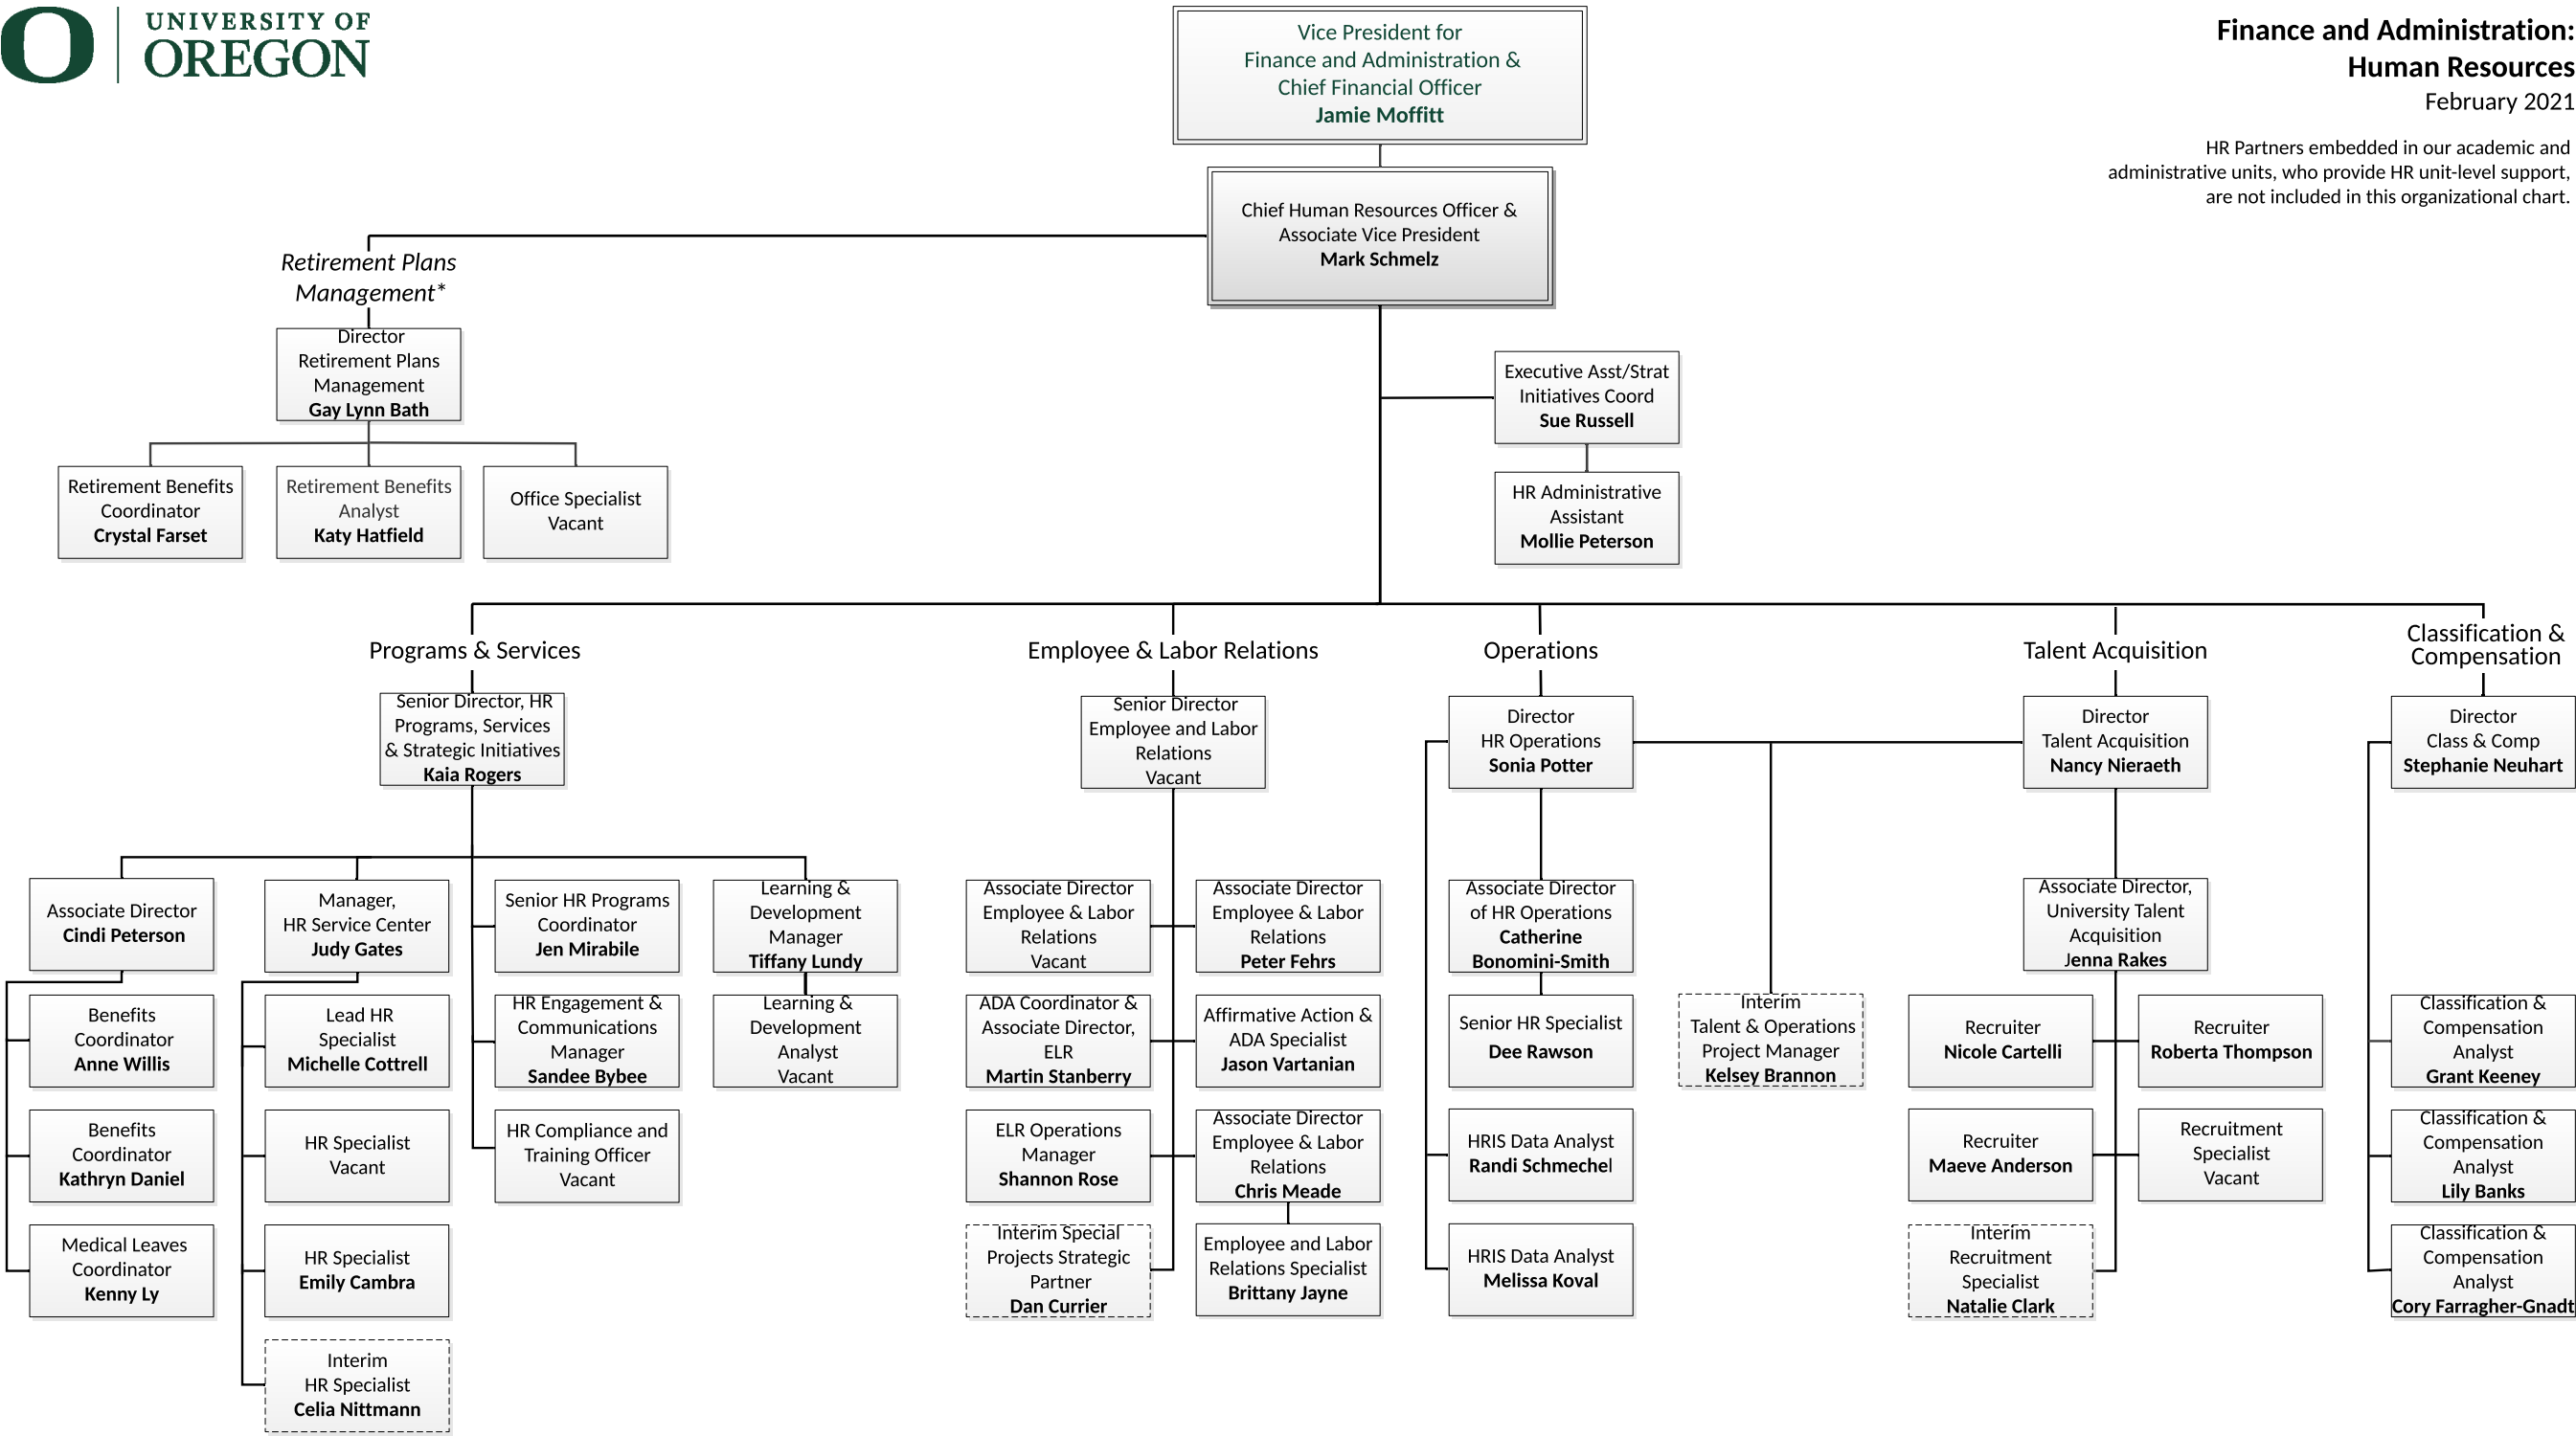 UNIVERSITY OF
OREGON
Vice President for
Finance and Administration &
Chief Financial Officer
Jamie Moffitt
Finance and Administration:
Human Resources
February 2021
HR Partners embedded in our academic and
administrative units, who provide HR unit-level support,
are not included in this organizational chart.
Chief Human Resources Officer &
Associate Vice President
Mark Schmelz
Retirement Plans
Management*
Director
Retirement Plans
Management
Gay Lynn Bath
Retirement Benefits
Coordinator
Crystal Farset
Retirement Benefits
Analyst
Katy Hatfield
Office Specialist
Vacant
Executive Asst/Strat
Initiatives Coord
Sue Russell
HR Administrative
Assistant
Mollie Peterson
Programs & Services
Senior Director, HR
Programs, Services
& Strategic Initiatives
Kaia Rogers
Associate Director
Cindi Peterson
Benefits
Coordinator
Anne Willis
Benefits
Coordinator
Kathryn Daniel
Medical Leaves
Coordinator
Kenny Ly
Manager,
HR Service Center
Judy Gates
Lead HR
Specialist
Michelle Cottrell
HR Specialist
Vacant
HR Specialist
Emily Cambra
Interim
HR Specialist
Celia Nittmann
Senior HR Programs
Coordinator
Jen Mirabile
HR Engagement &
Communications
Manager
Sandee Bybee
HR Compliance and
Training Officer
Vacant
Learning &
Development
Manager
Tiffany Lundy
Learning &
Development
Analyst
Vacant
Employee & Labor Relations
Senior Director
Employee and Labor
Relations
Vacant
Associate Director
Employee & Labor
Relations
Vacant
Associate Director
Employee & Labor
Relations
Peter Fehrs
ADA Coordinator &
Associate Director,
ELR
Martin Stanberry
Affirmative Action &
ADA Specialist
Jason Vartanian
ELR Operations
Manager
Shannon Rose
Associate Director
Employee & Labor
Relations
Chris Meade
Interim Special
Projects Strategic
Partner
Dan Currier
Employee and Labor
Relations Specialist
Brittany Jayne
Operations
Director
HR Operations
Sonia Potter
Associate Director
of HR Operations
Catherine
Bonomini-Smith
Senior HR Specialist
Dee Rawson
HRIS Data Analyst
Randi Schmechel
HRIS Data Analyst
Melissa Koval
Interim
Talent & Operations
Project Manager
Kelsey Brannon
Talent Acquisition
Director
Talent Acquisition
Nancy Nieraeth
Associate Director,
University Talent
Acquisition
Jenna Rakes
Recruiter
Nicole Cartelli
Recruiter
Roberta Thompson
Recruiter
Maeve Anderson
Recruitment
Specialist
Vacant
Interim
Recruitment
Specialist
Natalie Clark
Classification &
Compensation
Director
Class & Comp
Stephanie Neuhart
Classification &
Compensation
Analyst
Grant Keeney
Classification &
Compensation
Analyst
Lily Banks
Classification &
Compensation
Analyst
Cory Farragher-Gnadt